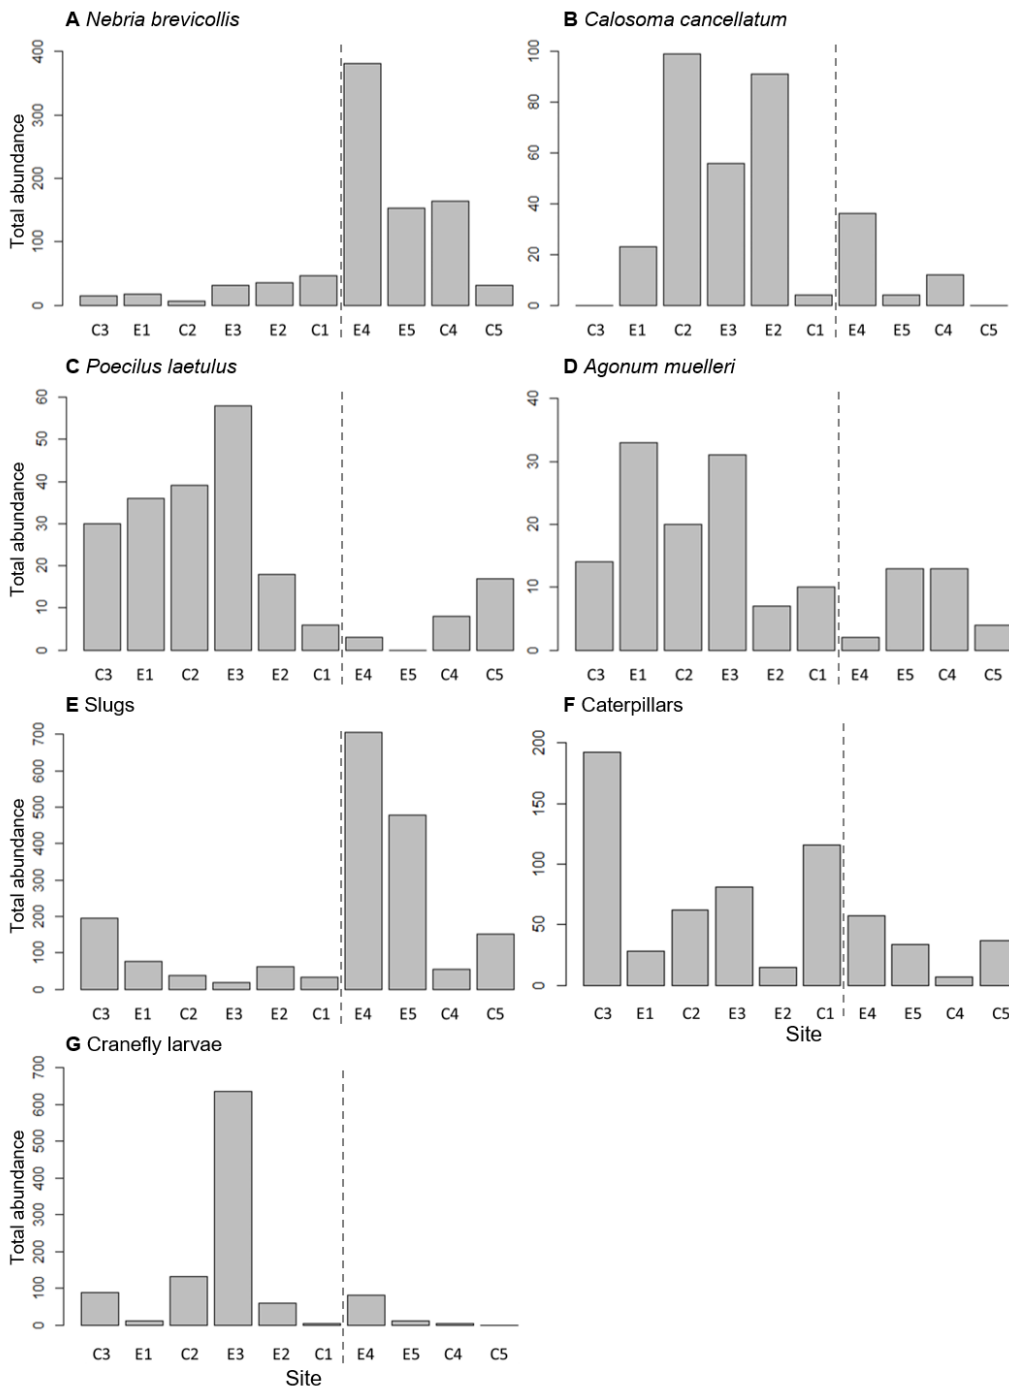 A Nebria brevicollis
Total abundance
400
300
200
100
0
C3 E1 C2 E3 E2 C1 E4 E5 C4 C5
B Calosoma cancellatum
100
80
60
40
20
0
C3 E1 C2 E3 E2 C1 E4 E5 C4 C5
C Poecilus laetulus
Total abundance
60
50
40
30
20
10
0
C3 E1 C2 E3 E2 C1 E4 E5 C4 C5
D Agonum muelleri
40
30
20
10
0
C3 E1 C2 E3 E2 C1 E4 E5 C4 C5
E Slugs
Total abundance
700
600
500
400
300
200
100
0
C3 E1 C2 E3 E2 C1 E4 E5 C4 C5
F Caterpillars
200
150
100
50
0
C3 E1 C2 E3 E2 C1 E4 E5 C4 C5
Site
G Cranefly larvae
Total abundance
700
600
500
400
300
200
100
0
C3 E1 C2 E3 E2 C1 E4 E5 C4 C5
Site